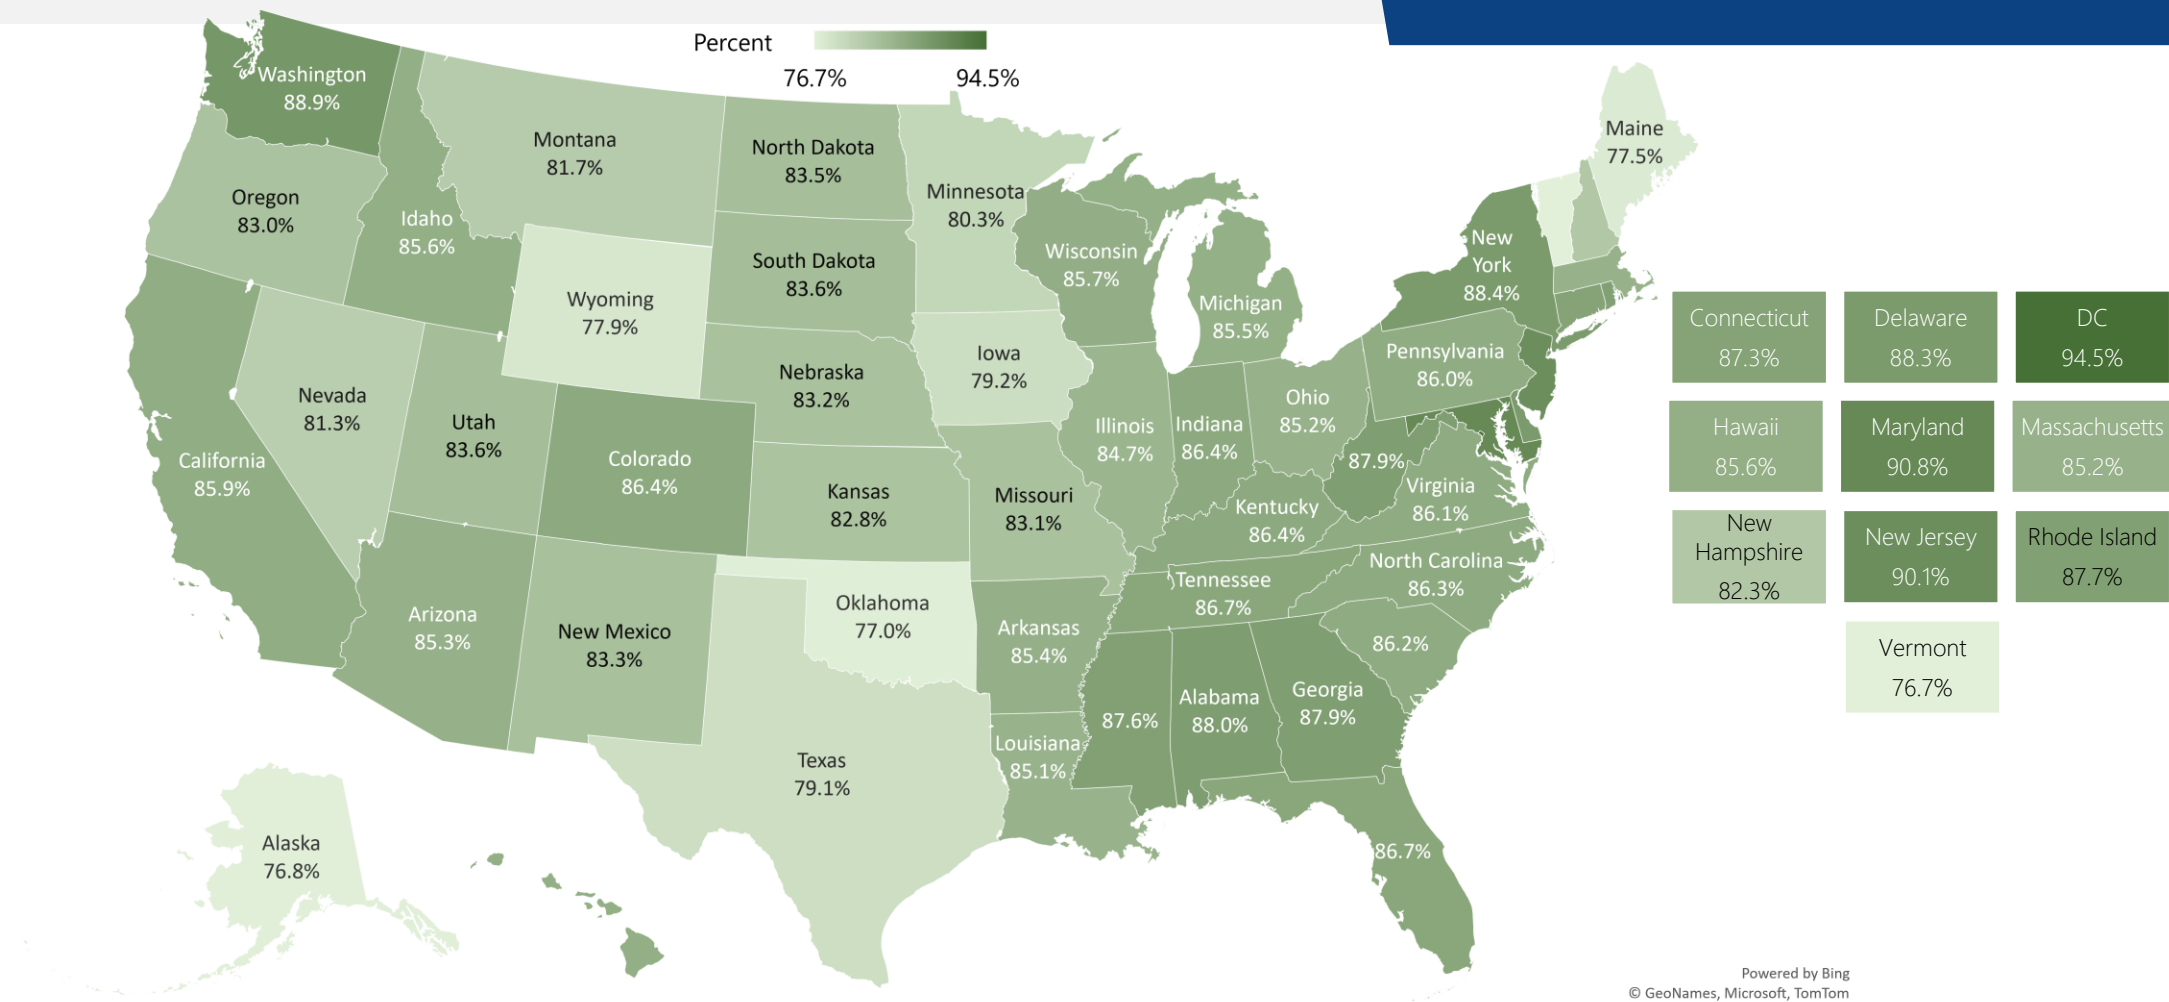 Percent
76.7%
94.5%
Washington
88.9%
Montana
81.7%
North Dakota
83.5%
Minnesota
80.3%
Maine
77.5%
Oregon
83.0%
Idaho
85.6%
South Dakota
83.6%
Wisconsin
85.7%
New
York
88.4%
Wyoming
77.9%
Michigan
85.5%
Iowa
79.2%
Nebraska
83.2%
Pennsylvania
86.0%
Nevada
81.3%
Utah
83.6%
Colorado
86.4%
Illinois
84.7%
Indiana
86.4%
Ohio
85.2%
87.9%
California
85.9%
Kansas
82.8%
Missouri
83.1%
Kentucky
86.4%
Virginia
86.1%
Arizona
85.3%
New Mexico
83.3%
Oklahoma
77.0%
Arkansas
85.4%
Tennessee
86.7%
North Carolina
86.3%
86.2%
Texas
79.1%
Louisiana
85.1%
87.6%
Alabama
88.0%
Georgia
87.9%
86.7%
Alaska
76.8%
Connecticut
87.3%
Delaware
88.3%
DC
94.5%
Hawaii
85.6%
Maryland
90.8%
Massachusetts
85.2%
New
Hampshire
82.3%
New Jersey
90.1%
Rhode Island
87.7%
Vermont
76.7%
Powered by Bing
© GeoNames, Microsoft, TomTom